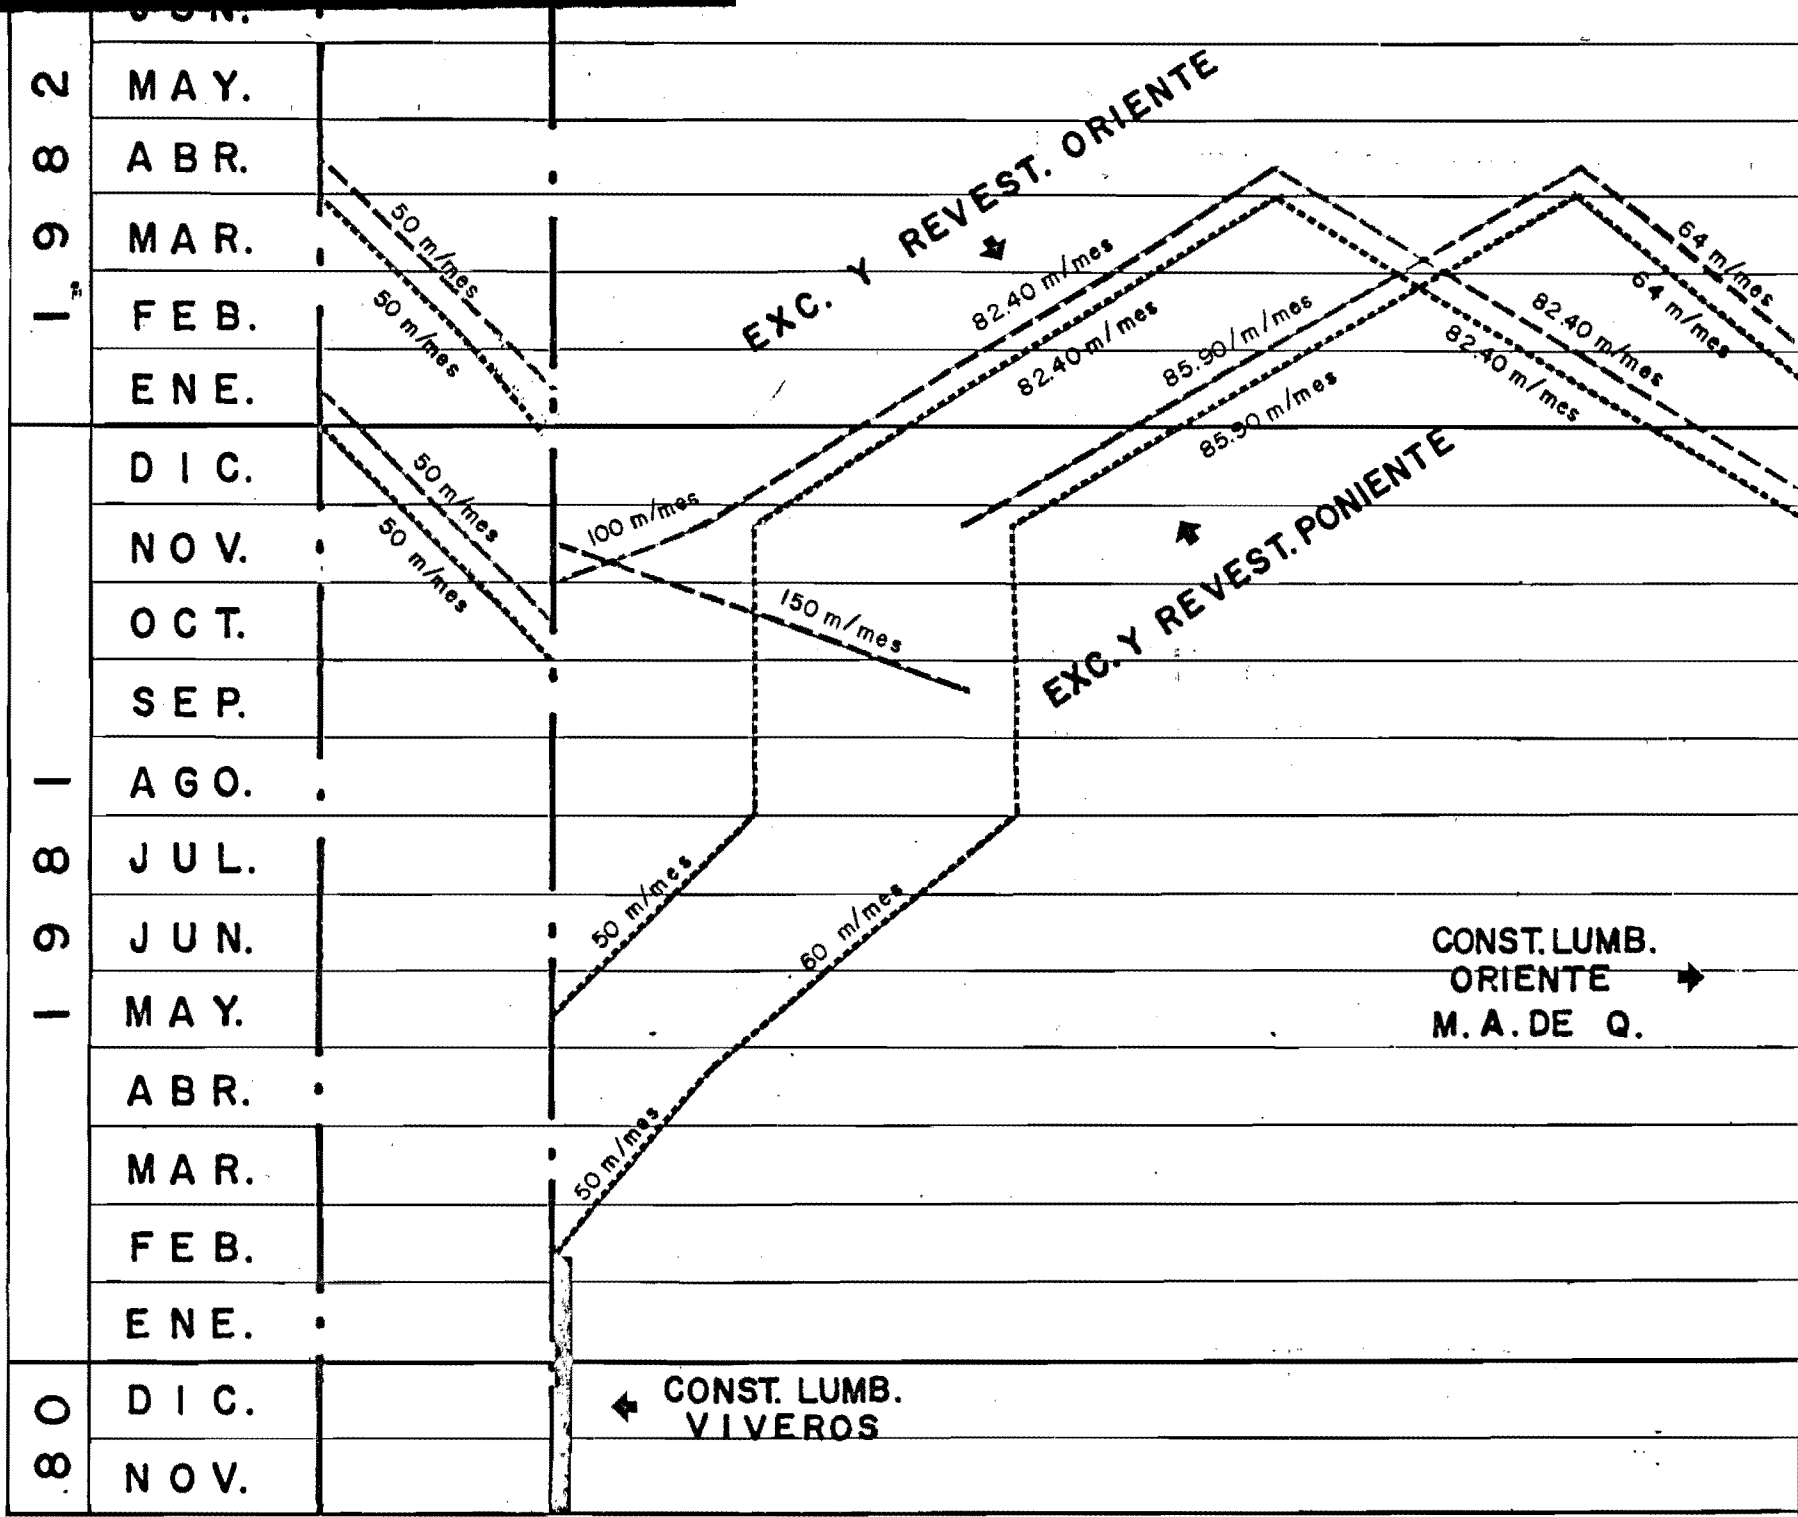 JUN.
MAY.
ABR.
MAR.
FEB.
ENE.
DIC.
NOV.
OCT.
SEP.
AGO.
JUL.
JUN.
MAY.
ABR.
MAR.
FEB.
ENE.
DIC.
NOV.
1982
1981
80
50 m/mes
50 m/mes
50 m/mes
50 m/mes
EXC. Y REVEST. ORIENTE
82.40 m/mes
82.40 m/mes
85.90/m/mes
85.90 m/mes
64 m/mes
64 m/mes
82.40 m/mes
82.40 m/mes
100 m/mes
150 m/mes
EXC. Y REVEST. PONIENTE
50 m/mes
60 m/mes
50 m/mes
CONST. LUMB.
ORIENTE
M. A. DE Q.
CONST. LUMB.
VIVEROS